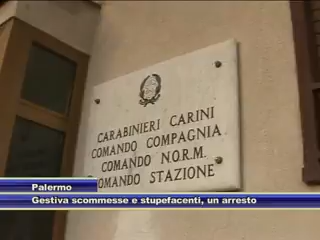 CARABINIERI CARINI
COMANDO COMPAGNIA
COMANDO N.O.R.M.
COMANDO STAZIONE
Palermo
Gestiva scommesse e stupefacenti, un arresto